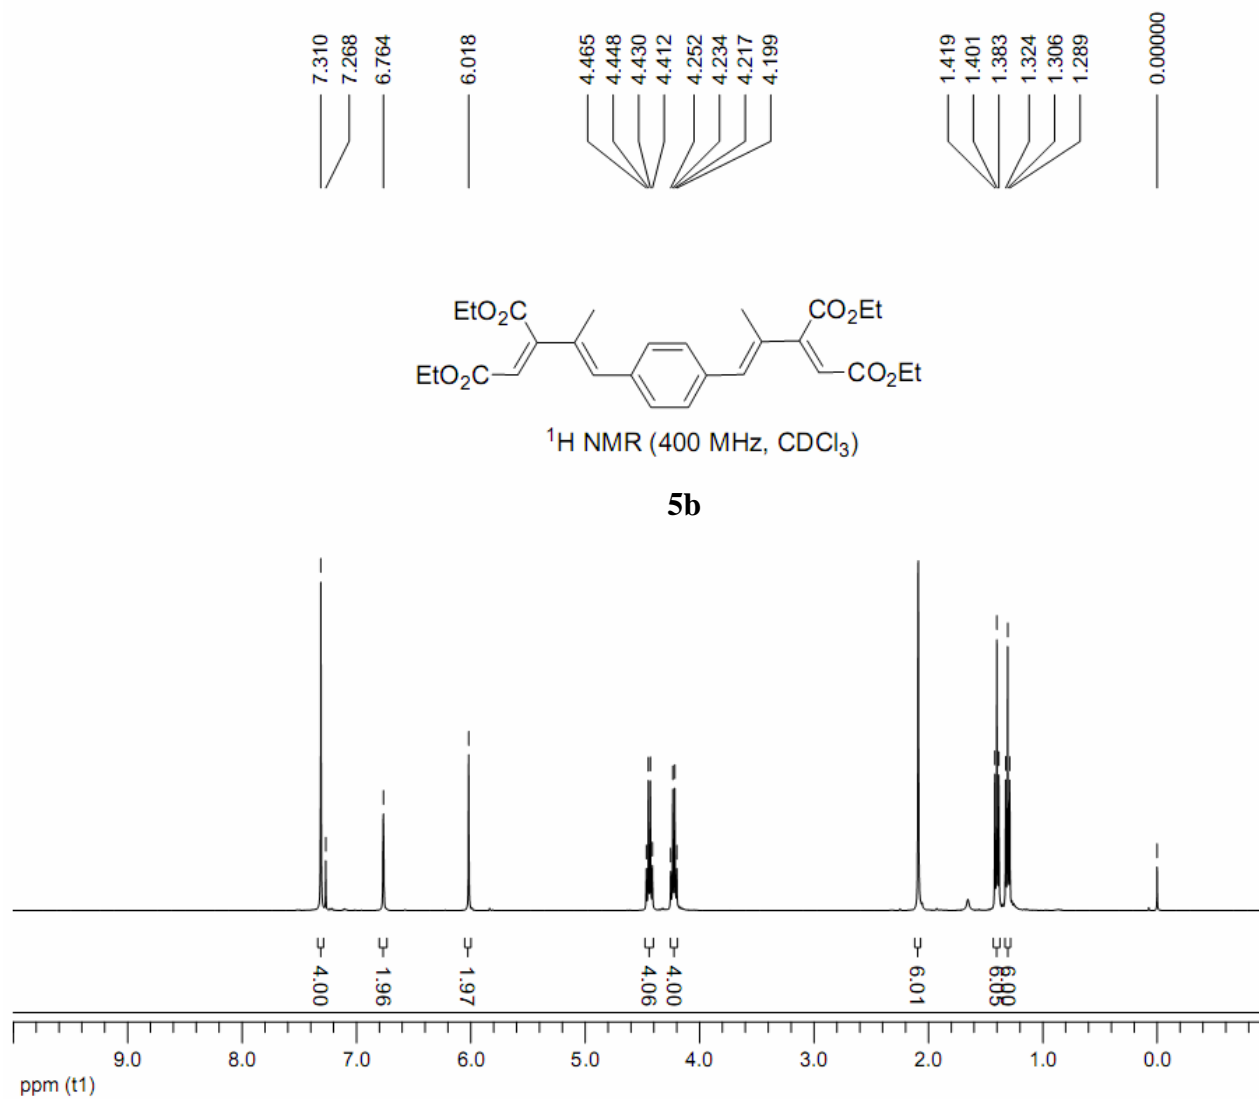 7.310 7.268 6.764 6.018 4.465 4.448 4.430 4.412 4.252 4.234 4.217 4.199 1.419 1.401 1.383 1.324 1.306 1.289 0.00000
EtO₂C CO₂Et
EtO₂C CO₂Et
¹H NMR (400 MHz, CDCl₃)
5b
4.00 1.96 1.97 4.06 4.00 6.01 6.05 6.00
9.0 8.0 7.0 6.0 5.0 4.0 3.0 2.0 1.0 0.0
ppm (t1)